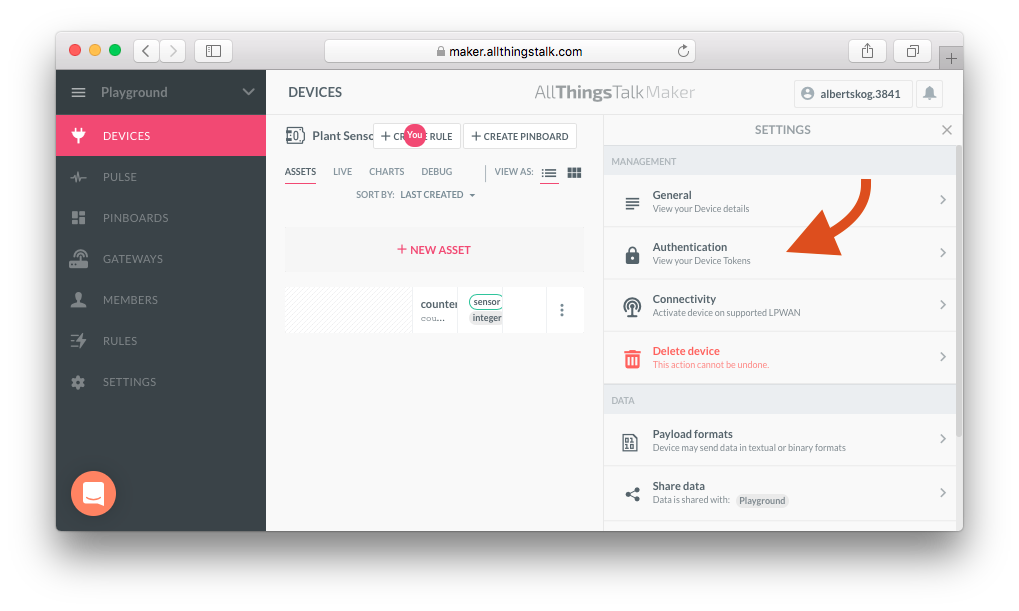 maker.allthingstalk.com
Playground
DEVICES
PULSE
PINBOARDS
GATEWAYS
MEMBERS
RULES
SETTINGS
DEVICES
AllThingsTalk Maker
albertskog.3841
Plant Senso
+ CR
You
E RULE
+ CREATE PINBOARD
ASSETS LIVE CHARTS DEBUG VIEW AS:
SORT BY: LAST CREATED
+ NEW ASSET
counter sensor
integer
SETTINGS
MANAGEMENT
General
View your Device details
Authentication
View your Device Tokens
Connectivity
Activate device on supported LPWAN
Delete device
This action cannot be undone.
DATA
Payload formats
Device may send data in textual or binary formats
Share data
Data is shared with: Playground